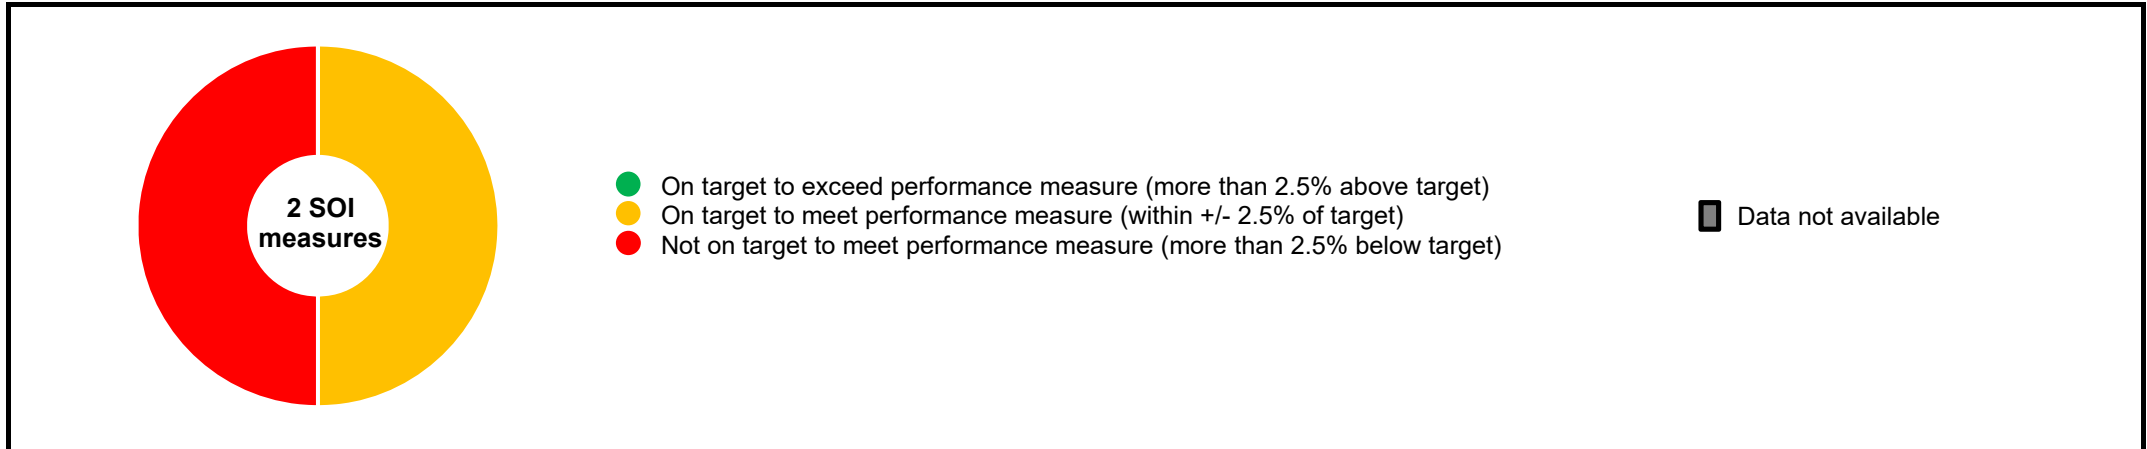 2 SOI
measures
On target to exceed performance measure (more than 2.5% above target)
On target to meet performance measure (within +/- 2.5% of target)
Not on target to meet performance measure (more than 2.5% below target)
Data not available